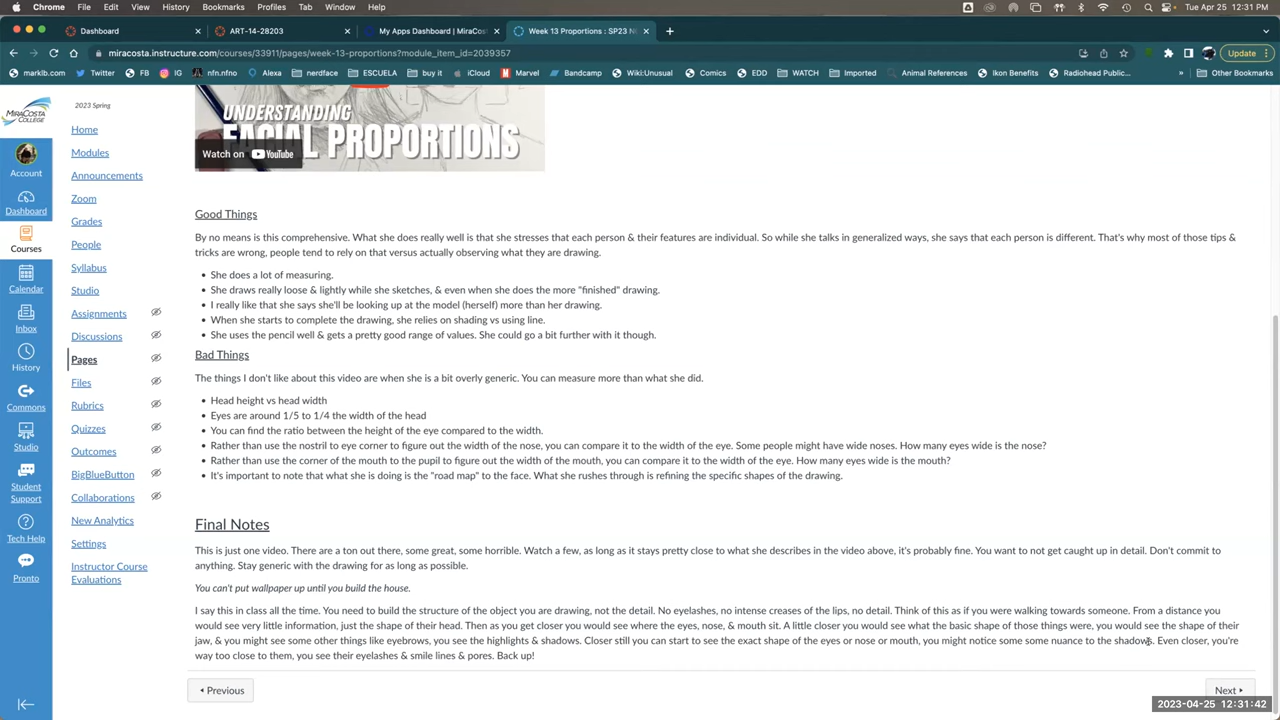 Chrome File Edit View History Bookmarks Profiles Tab Window Help
Tue Apr 25 12:31 PM
Dashboard ART-14-28203 My Apps Dashboard | MiraCost Week 13 Proportions : SP23
miracosta.instructure.com/courses/33911/pages/week-13-proportions?module_item_id=2039357
Update
marklb.com Twitter FB IG nfn.nfno Alexa nerdface ESCUELA buy it iCloud Marvel Bandcamp Wiki:Unusual Comics EDD WATCH Imported Animal References Ikon Benefits Radiohead Public... » Other Bookmarks
MIRACOSTA
COLLEGE
Account
Dashboard
Courses
Calendar
Inbox
History
Commons
Studio
Student
Support
Tech Help
Pronto
2023 Spring
Home
Modules
Announcements
Zoom
Grades
People
Syllabus
Studio
Assignments
Discussions
Pages
Files
Rubrics
Quizzes
Outcomes
BigBlueButton
Collaborations
New Analytics
Settings
Instructor Course
Evaluations
UNDERSTANDING
FACIAL PROPORTIONS
Watch on YouTube
Good Things
By no means is this comprehensive. What she does really well is that she stresses that each person & their features are individual. So while she talks in generalized ways, she says that each person is different. That's why most of those tips &
tricks are wrong, people tend to rely on that versus actually observing what they are drawing.
• She does a lot of measuring.
• She draws really loose & lightly while she sketches, & even when she does the more "finished" drawing.
• I really like that she says she'll be looking up at the model (herself) more than her drawing.
• When she starts to complete the drawing, she relies on shading vs using line.
• She uses the pencil well & gets a pretty good range of values. She could go a bit further with it though.
Bad Things
The things I don't like about this video are when she is a bit overly generic. You can measure more than what she did.
• Head height vs head width
• Eyes are around 1/5 to 1/4 the width of the head
• You can find the ratio between the height of the eye compared to the width.
• Rather than use the nostril to eye corner to figure out the width of the nose, you can compare it to the width of the eye. Some people might have wide noses. How many eyes wide is the nose?
• Rather than use the corner of the mouth to the pupil to figure out the width of the mouth, you can compare it to the width of the eye. How many eyes wide is the mouth?
• It's important to note that what she is doing is the "road map" to the face. What she rushes through is refining the specific shapes of the drawing.
Final Notes
This is just one video. There are a ton out there, some great, some horrible. Watch a few, as long as it stays pretty close to what she describes in the video above, it's probably fine. You want to not get caught up in detail. Don't commit to
anything. Stay generic with the drawing for as long as possible.
You can't put wallpaper up until you build the house.
I say this in class all the time. You need to build the structure of the object you are drawing, not the detail. No eyelashes, no intense creases of the lips, no detail. Think of this as if you were walking towards someone. From a distance you
would see very little information, just the shape of their head. Then as you get closer you would see where the eyes, nose, & mouth sit. A little closer you would see what the basic shape of those things were, you would see the shape of their
jaw, & you might see some other things like eyebrows, you see the highlights & shadows. Closer still you can start to see the exact shape of the eyes or nose or mouth, you might notice some some nuance to the shadows. Even closer, you're
way too close to them, you see their eyelashes & smile lines & pores. Back up!
Previous
Next
2023-04-25 12:31:42